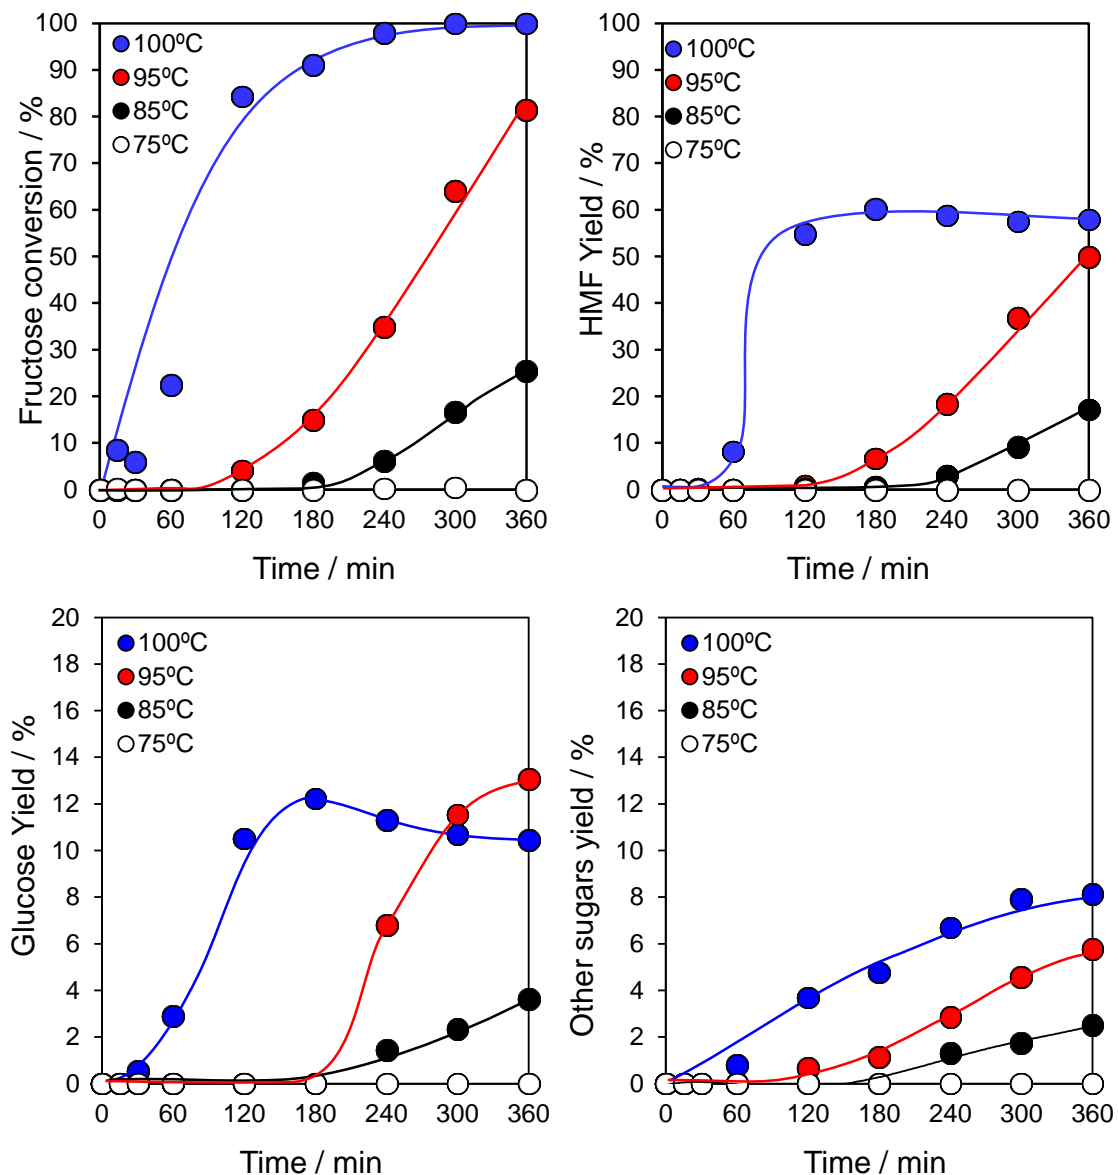 Fructose conversion / %
100
90
80
70
60
50
40
30
20
10
0
100ºC
95ºC
85ºC
75ºC
0 60 120 180 240 300 360
Time / min
HMF Yield / %
100
90
80
70
60
50
40
30
20
10
0
100ºC
95ºC
85ºC
75ºC
0 60 120 180 240 300 360
Time / min
Glucose Yield / %
20
18
16
14
12
10
8
6
4
2
0
100ºC
95ºC
85ºC
75ºC
0 60 120 180 240 300 360
Time / min
Other sugars yield / %
20
18
16
14
12
10
8
6
4
2
0
100ºC
95ºC
85ºC
75ºC
0 60 120 180 240 300 360
Time / min